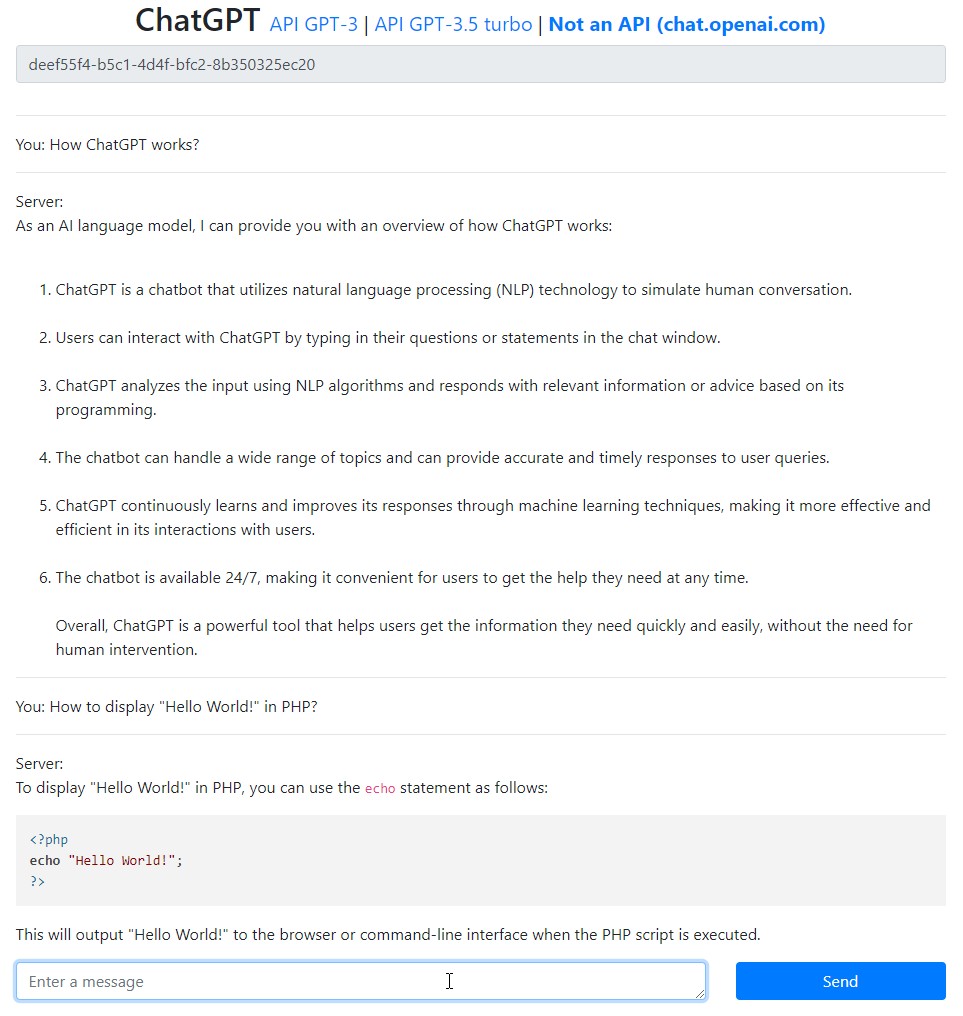 ChatGPT API GPT-3 | API GPT-3.5 turbo | Not an API (chat.openai.com)
deef55f4-b5c1-4d4f-bfc2-8b350325ec20
You: How ChatGPT works?
Server:
As an AI language model, I can provide you with an overview of how ChatGPT works:
1. ChatGPT is a chatbot that utilizes natural language processing (NLP) technology to simulate human conversation.
2. Users can interact with ChatGPT by typing in their questions or statements in the chat window.
3. ChatGPT analyzes the input using NLP algorithms and responds with relevant information or advice based on its
programming.
4. The chatbot can handle a wide range of topics and can provide accurate and timely responses to user queries.
5. ChatGPT continuously learns and improves its responses through machine learning techniques, making it more effective and
efficient in its interactions with users.
6. The chatbot is available 24/7, making it convenient for users to get the help they need at any time.
Overall, ChatGPT is a powerful tool that helps users get the information they need quickly and easily, without the need for
human intervention.
You: How to display "Hello World!" in PHP?
Server:
To display "Hello World!" in PHP, you can use the echo statement as follows:
<?php
echo "Hello World!";
?>
This will output "Hello World!" to the browser or command-line interface when the PHP script is executed.
Enter a message
Send